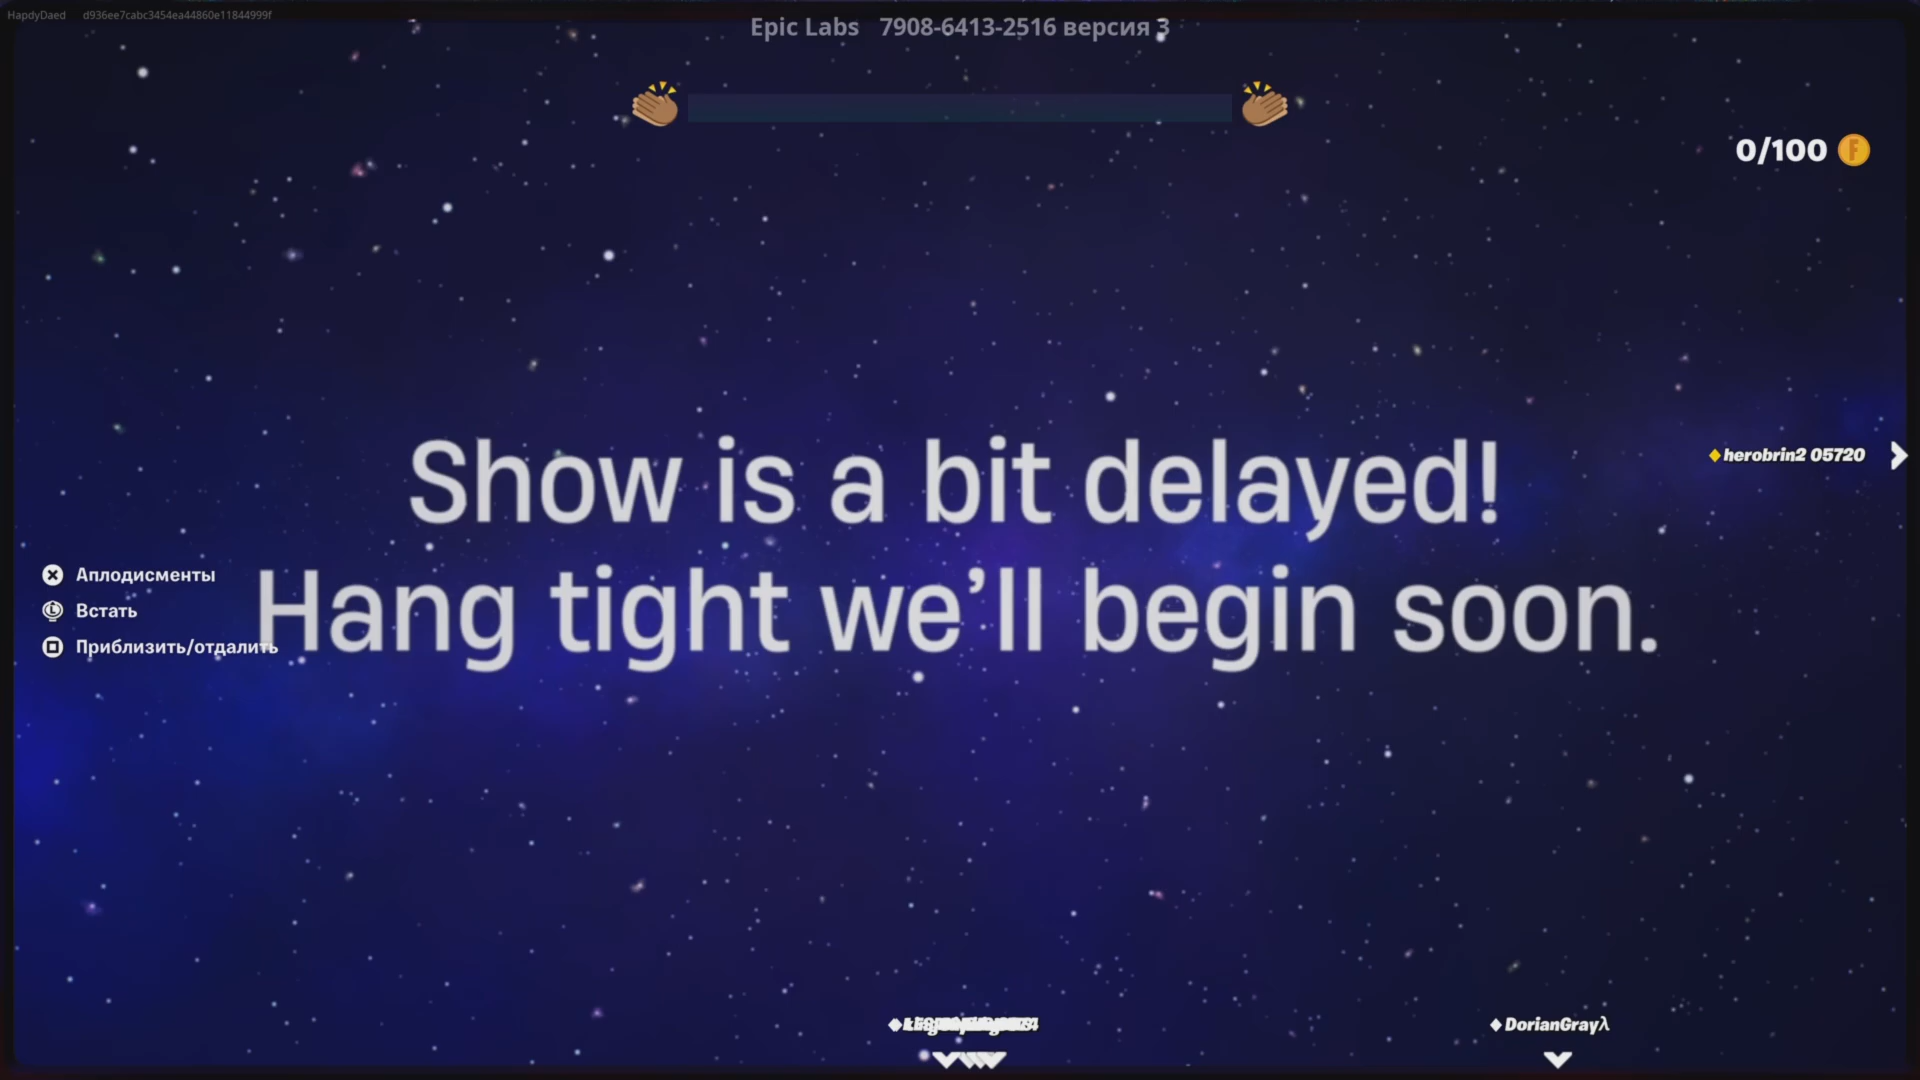 HapdyDaed d936ee7cabc3454ea44860e11844999f
Epic Labs 7908-6413-2516 версия 3
0/100
herobrin2 05720
Show is a bit delayed!
Hang tight we’ll begin soon.
Аплодисменты
Встать
Приблизить/отдалить
DorianGrayλ